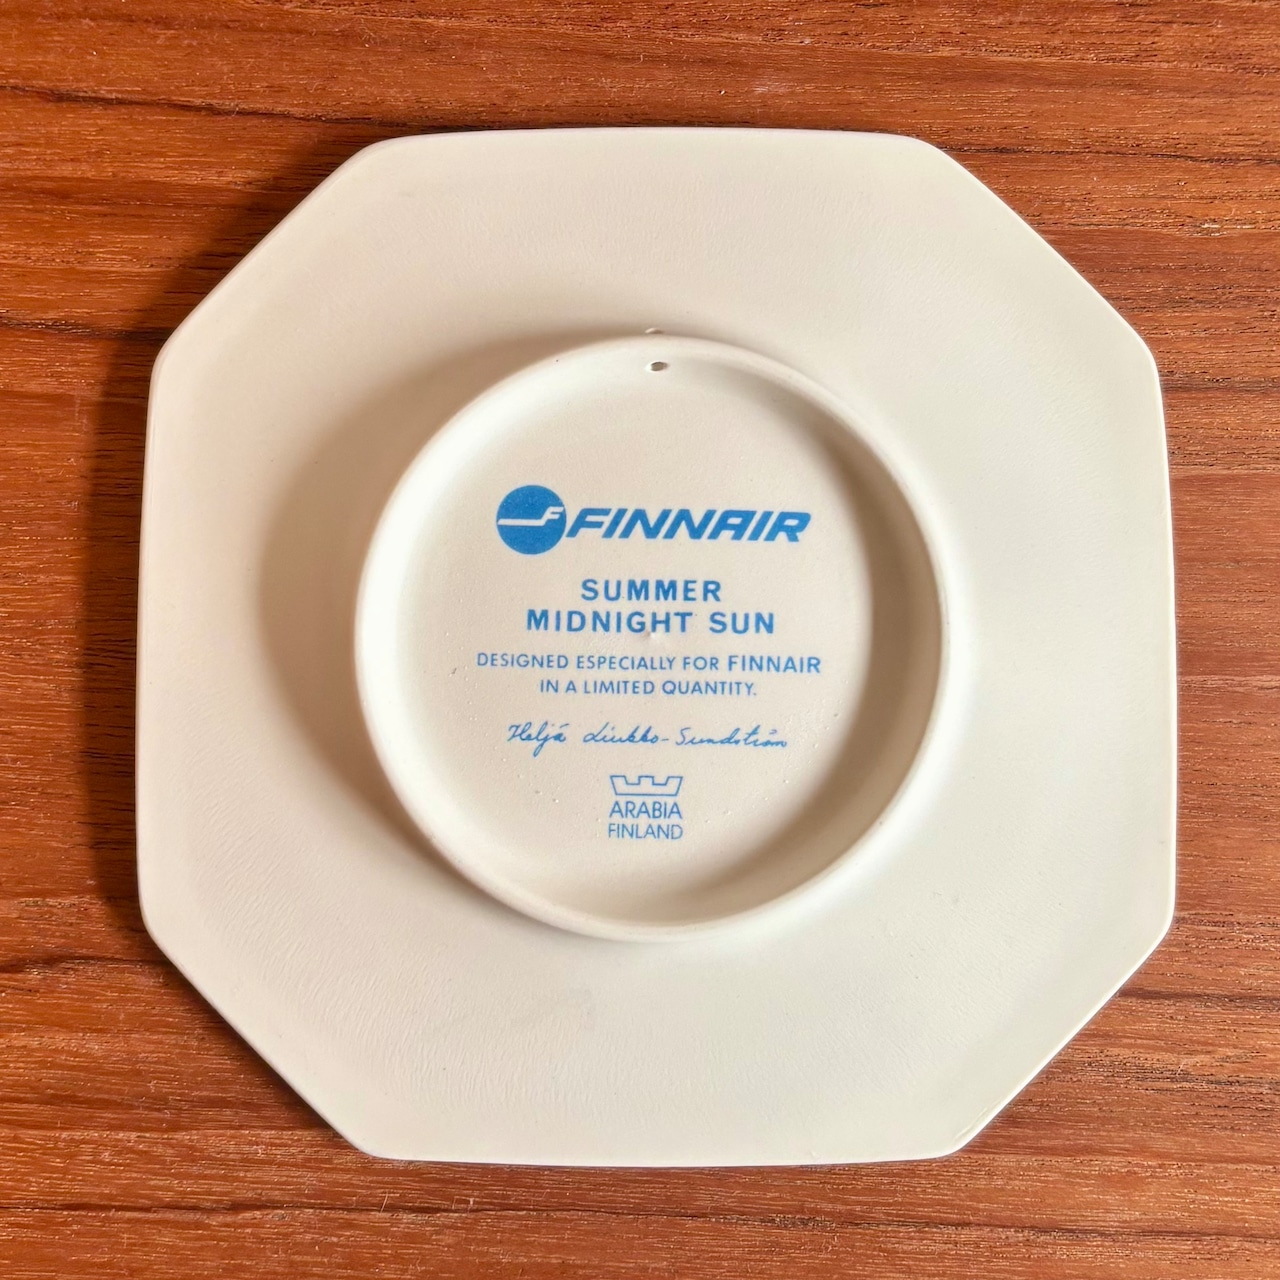 F FINNAIR
SUMMER
MIDNIGHT SUN
DESIGNED ESPECIALLY FOR FINNAIR
IN A LIMITED QUANTITY.
Heljä Liukko-Sundström
ARABIA
FINLAND